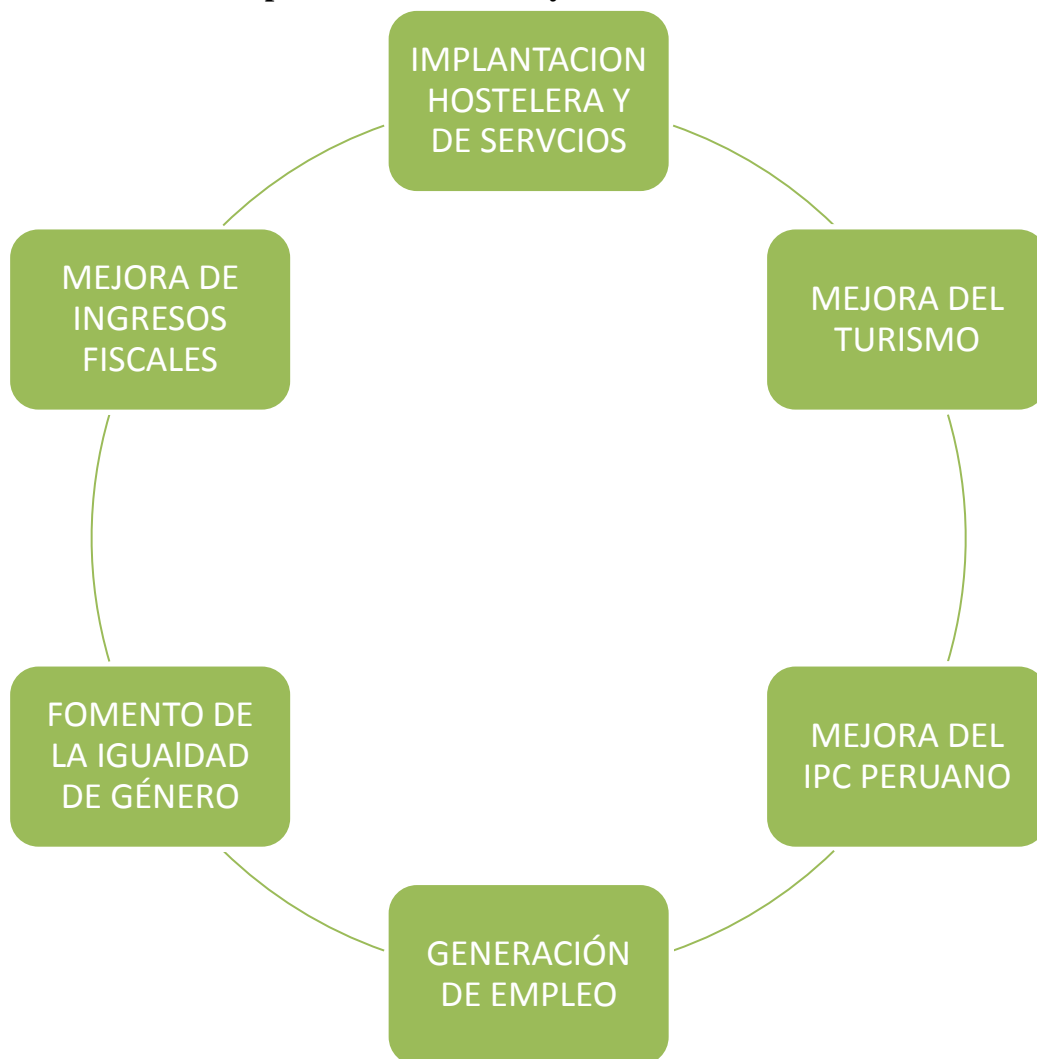 IMPLANTACION
HOSTELERA Y
DE SERVCIOS
MEJORA DEL
TURISMO
MEJORA DEL
IPC PERUANO
GENERACIÓN
DE EMPLEO
FOMENTO DE
LA IGUAlDAD
DE GÉNERO
MEJORA DE
INGRESOS
FISCALES